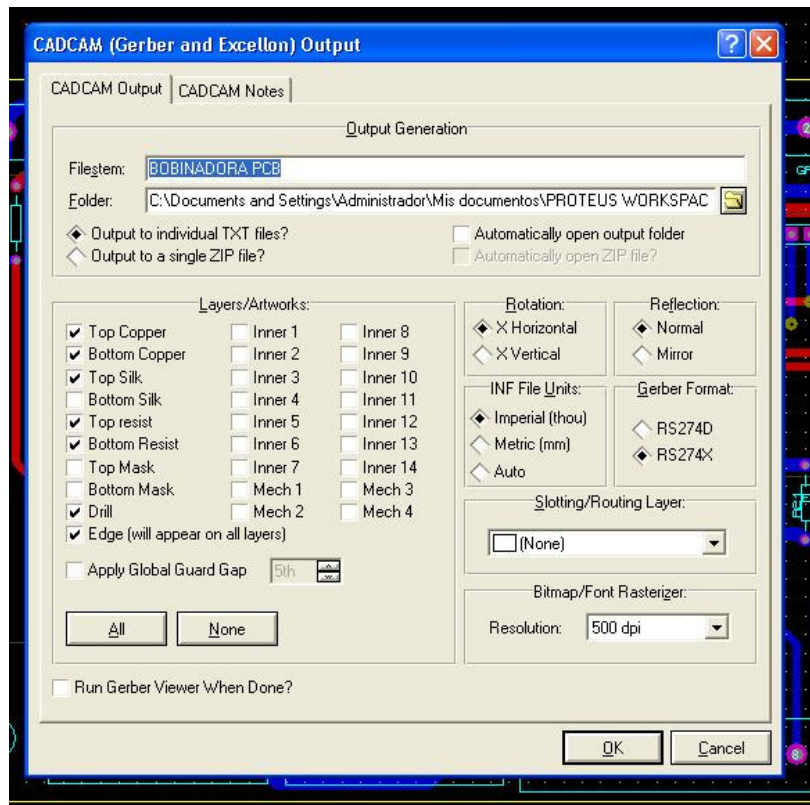 CADCAM (Gerber and Excellon) Output
CADCAM Output
CADCAM Notes
Output Generation
Filestem:
BOBINADORA PCB
Folder:
C:\Documents and Settings\Administrador\Mis documentos\PROTEUS WORKSPAC
Output to individual TXT files?
Automatically open output folder
Output to a single ZIP file?
Automatically open ZIP file?
Layers/Artworks:
Top Copper
Inner 1
Inner 8
Bottom Copper
Inner 2
Inner 9
Top Silk
Inner 3
Inner 10
Bottom Silk
Inner 4
Inner 11
Top resist
Inner 5
Inner 12
Bottom Resist
Inner 6
Inner 13
Top Mask
Inner 7
Inner 14
Bottom Mask
Mech 1
Mech 3
Drill
Mech 2
Mech 4
Edge (will appear on all layers)
Apply Global Guard Gap
5th
All
None
Rotation:
X Horizontal
X Vertical
Reflection:
Normal
Mirror
INF File Units:
Imperial (thou)
Metric (mm)
Auto
Gerber Format:
RS274D
RS274X
Slotting/Routing Layer:
(None)
Bitmap/Font Rasterizer:
Resolution:
500 dpi
Run Gerber Viewer When Done?
OK
Cancel